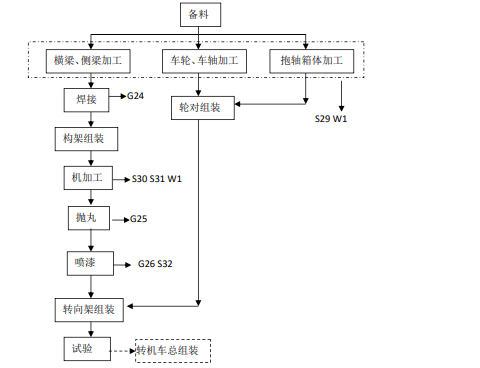 备料
横梁、侧梁加工
车轮、车轴加工
抱轴箱体加工
焊接
G24
轮对组装
S29 W1
构架组装
机加工
S30 S31 W1
抛丸
G25
喷漆
G26 S32
转向架组装
试验
转机车总组装